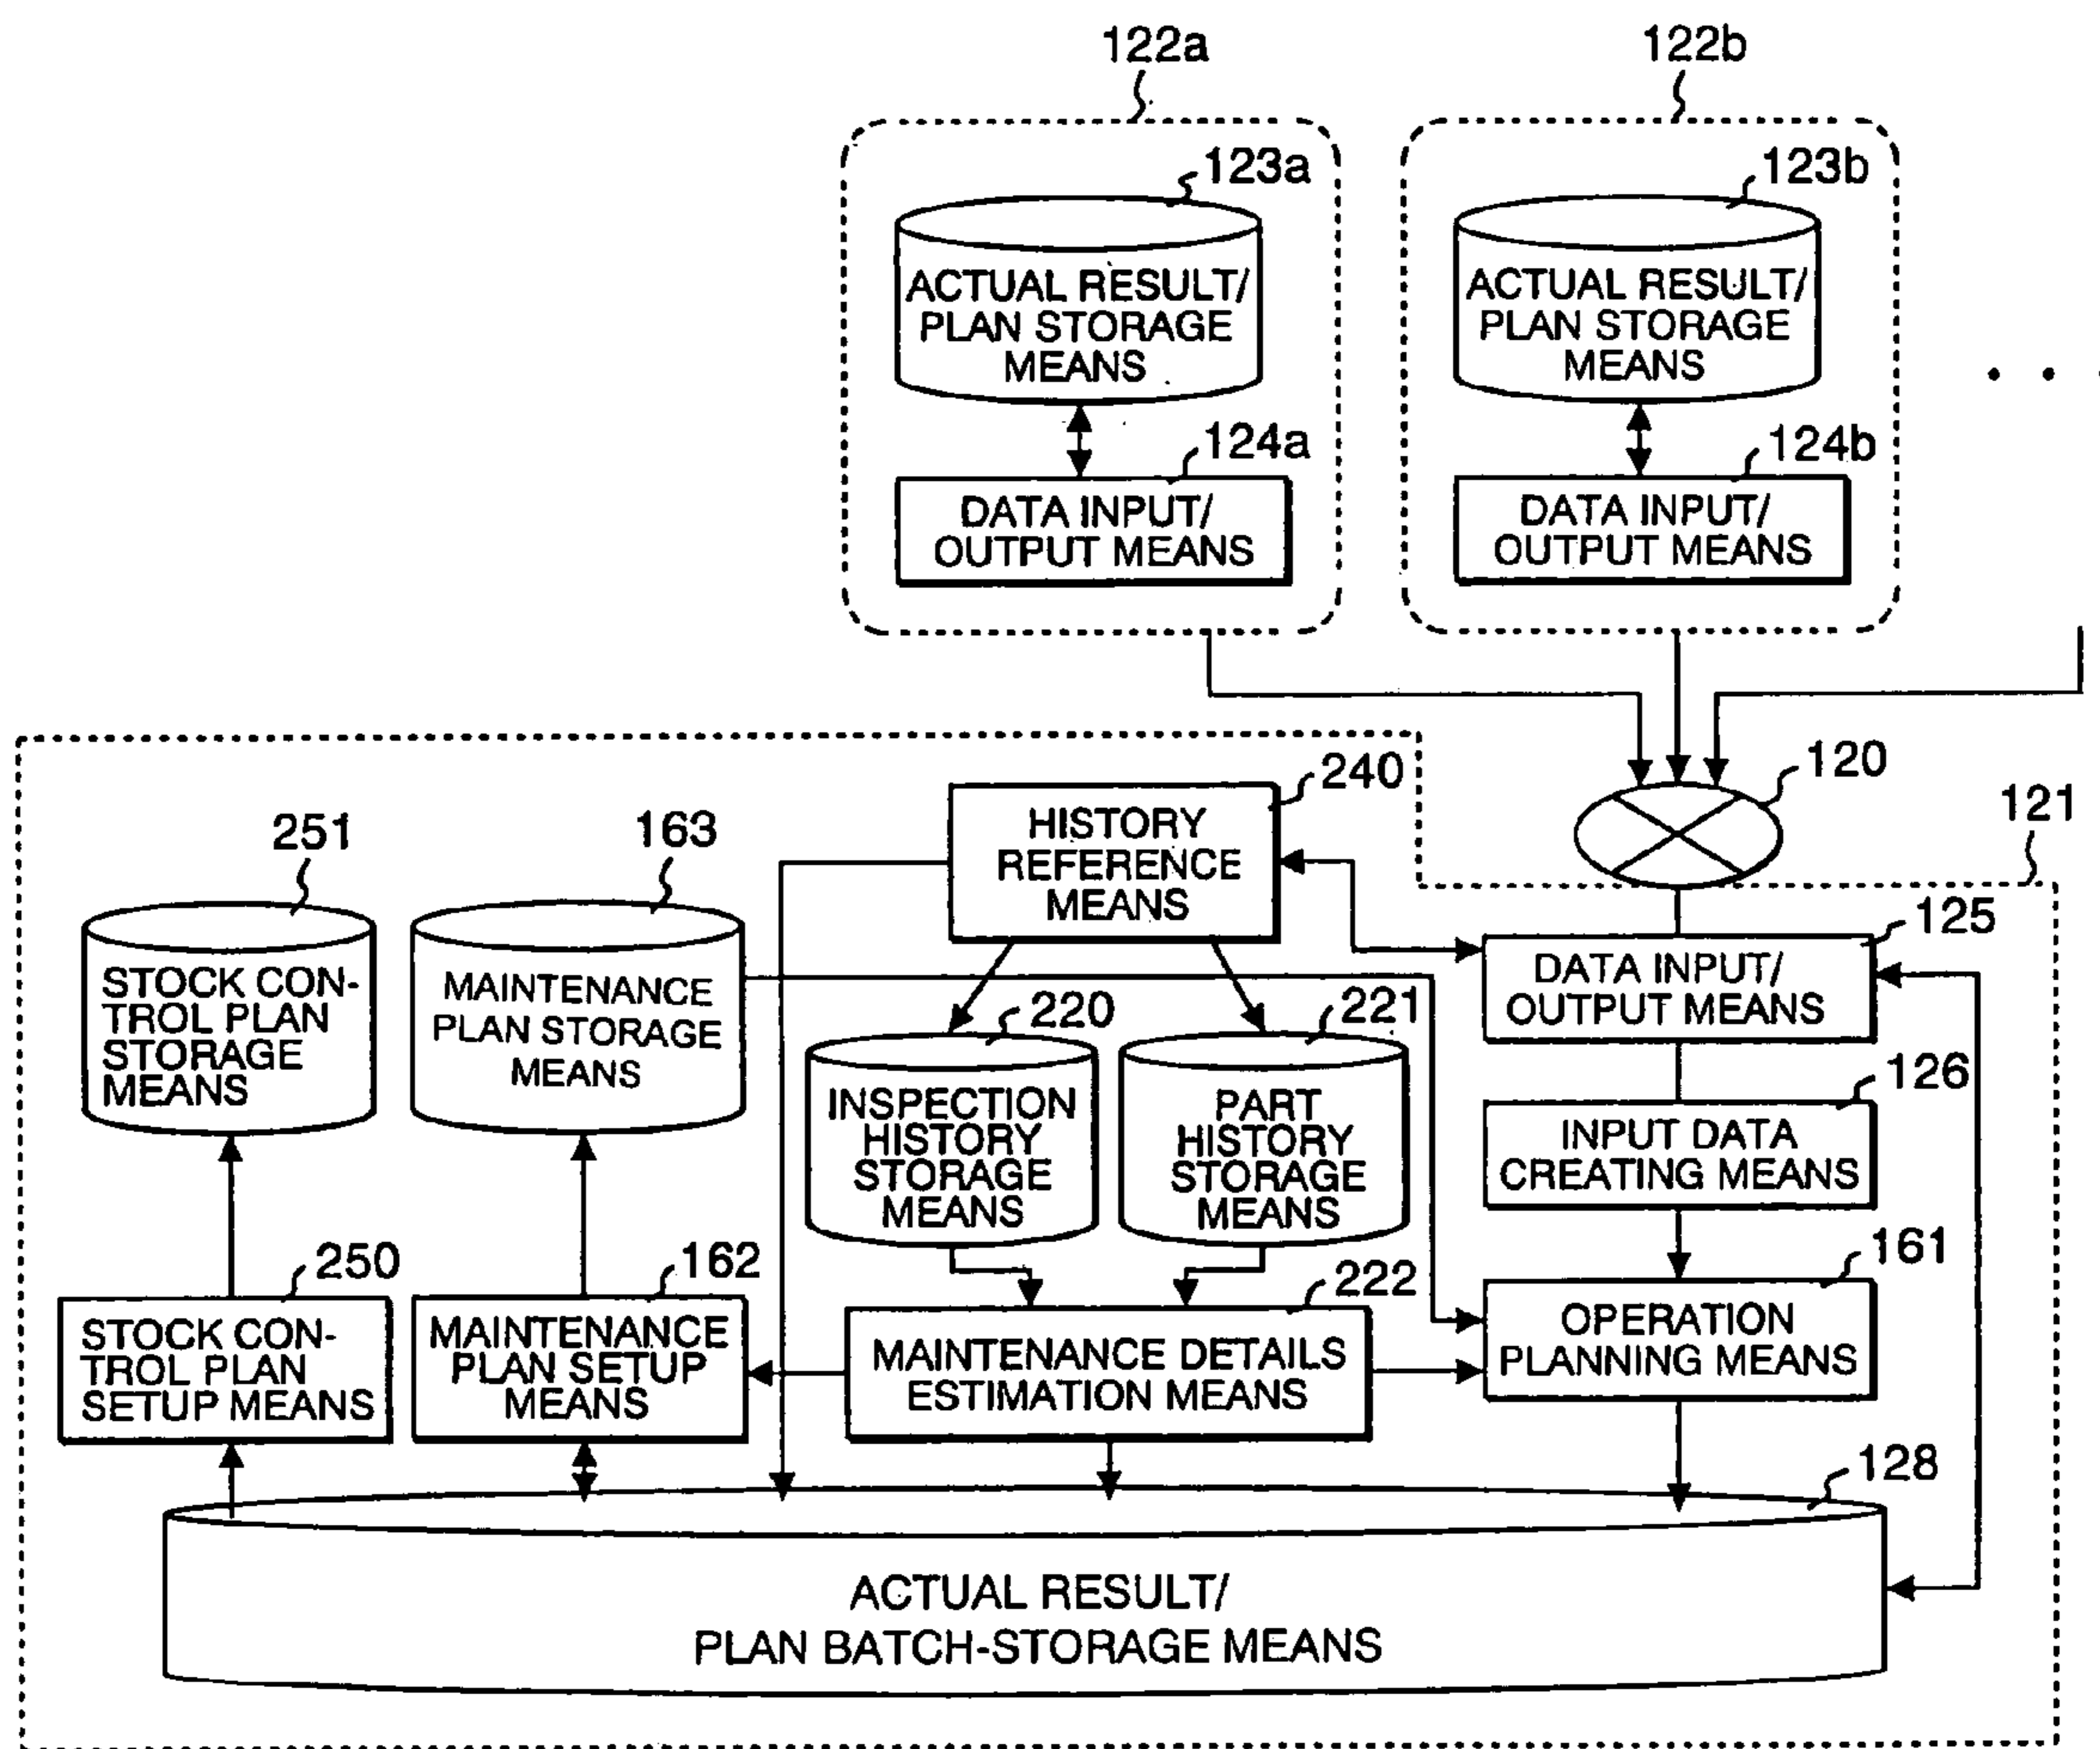 122a
122b
123a
123b
ACTUAL RESULT/
PLAN STORAGE
MEANS
ACTUAL RESULT/
PLAN STORAGE
MEANS
124a
124b
DATA INPUT/
OUTPUT MEANS
DATA INPUT/
OUTPUT MEANS
120
121
240
HISTORY
REFERENCE
MEANS
251
163
125
STOCK CON-
TROL PLAN
STORAGE
MEANS
MAINTENANCE
PLAN STORAGE
MEANS
DATA INPUT/
OUTPUT MEANS
220
221
INSPECTION
HISTORY
STORAGE
MEANS
PART
HISTORY
STORAGE
MEANS
126
INPUT DATA
CREATING MEANS
250
162
222
161
STOCK CON-
TROL PLAN
SETUP MEANS
MAINTENANCE
PLAN SETUP
MEANS
MAINTENANCE DETAILS
ESTIMATION MEANS
OPERATION
PLANNING MEANS
128
ACTUAL RESULT/
PLAN BATCH-STORAGE MEANS